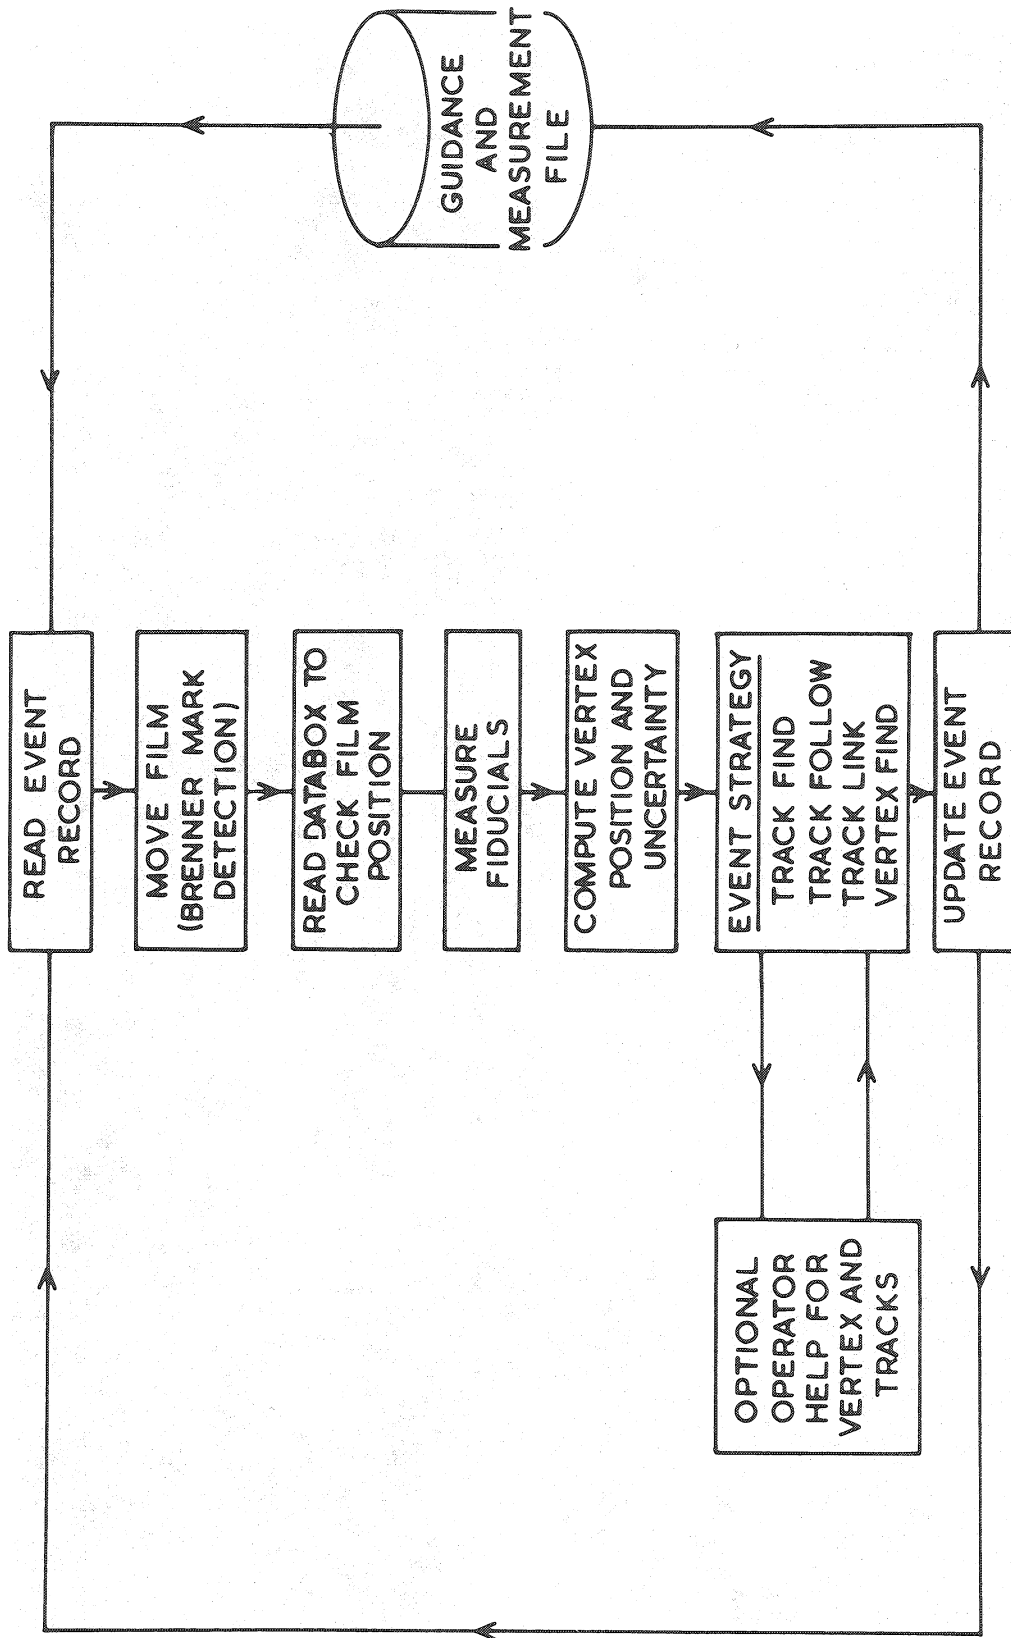 READ EVENT
RECORD
MOVE FILM
(BRENNER MARK
DETECTION)
READ DATABOX TO
CHECK FILM
POSITION
MEASURE
FIDUCIALS
COMPUTE VERTEX
POSITION AND
UNCERTAINTY
EVENT STRATEGY
TRACK FIND
TRACK FOLLOW
TRACK LINK
VERTEX FIND
UPDATE EVENT
RECORD
OPTIONAL
OPERATOR
HELP FOR
VERTEX AND
TRACKS
GUIDANCE
AND
MEASUREMENT
FILE